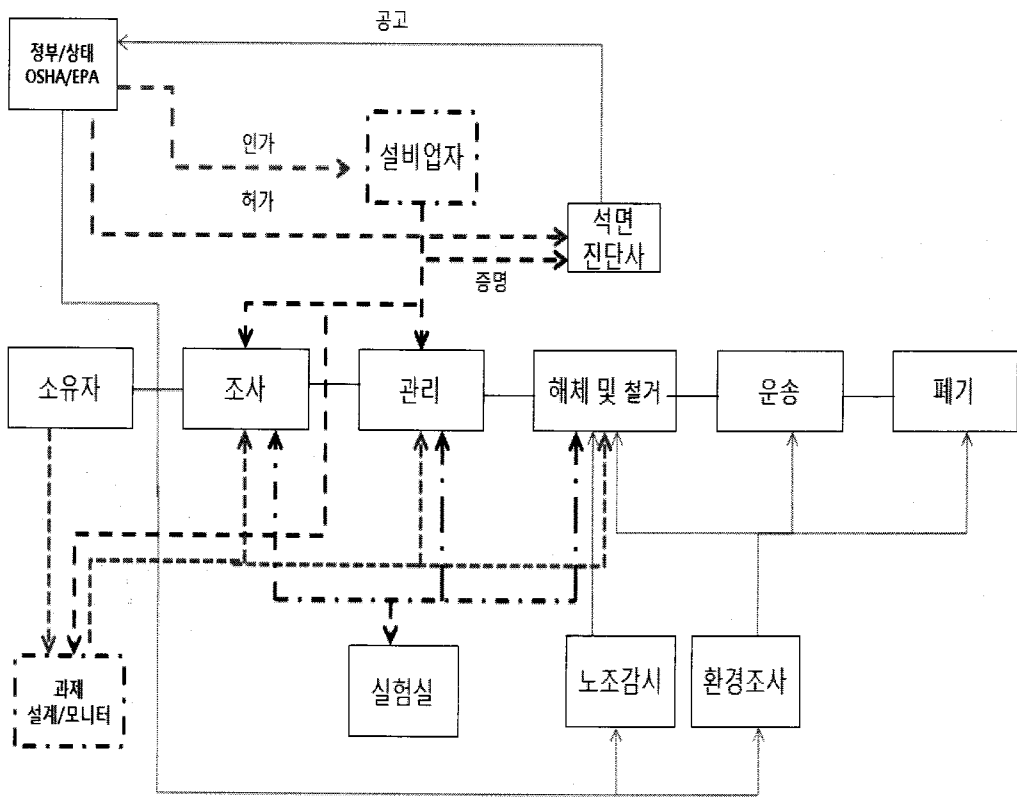 공고
정부/상태
OSHA/EPA
인가
설비업자
허가
석면
진단사
증명
소유자
조사
관리
해체 및 철거
운송
폐기
실험실
노조감시
환경조사
과제
설계/모니터